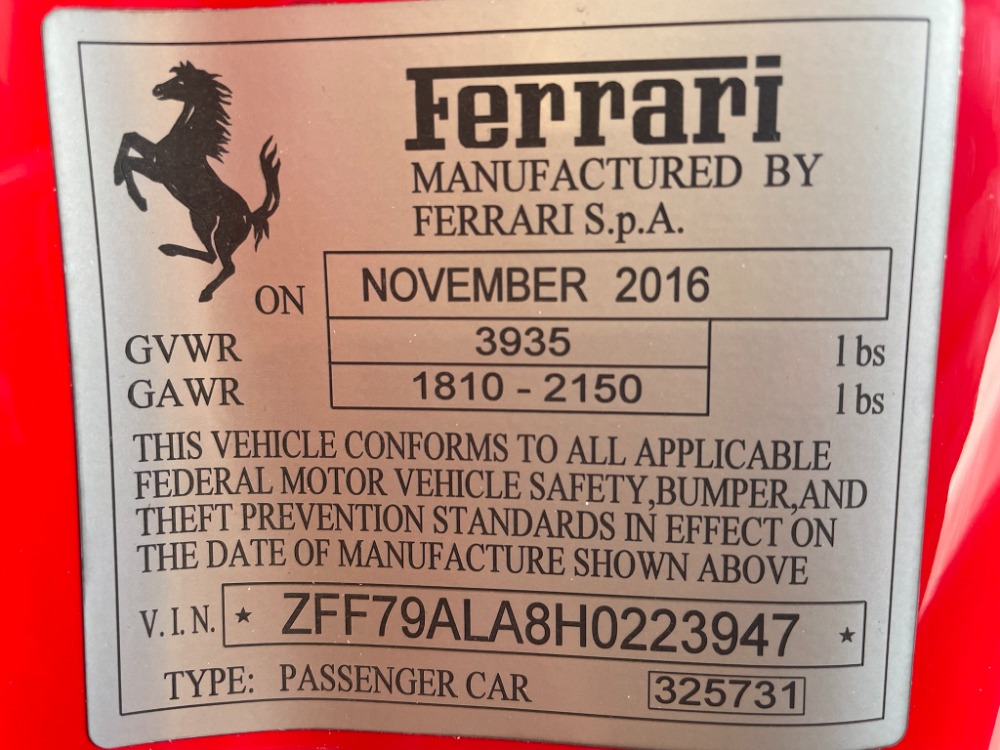 Ferrari
MANUFACTURED BY
FERRARI S.p.A.
ON NOVEMBER 2016
GVWR 3935 lbs
GAWR 1810 - 2150 lbs
THIS VEHICLE CONFORMS TO ALL APPLICABLE
FEDERAL MOTOR VEHICLE SAFETY,BUMPER,AND
THEFT PREVENTION STANDARDS IN EFFECT ON
THE DATE OF MANUFACTURE SHOWN ABOVE
V.I.N. * ZFF79ALA8H0223947 *
TYPE: PASSENGER CAR 325731